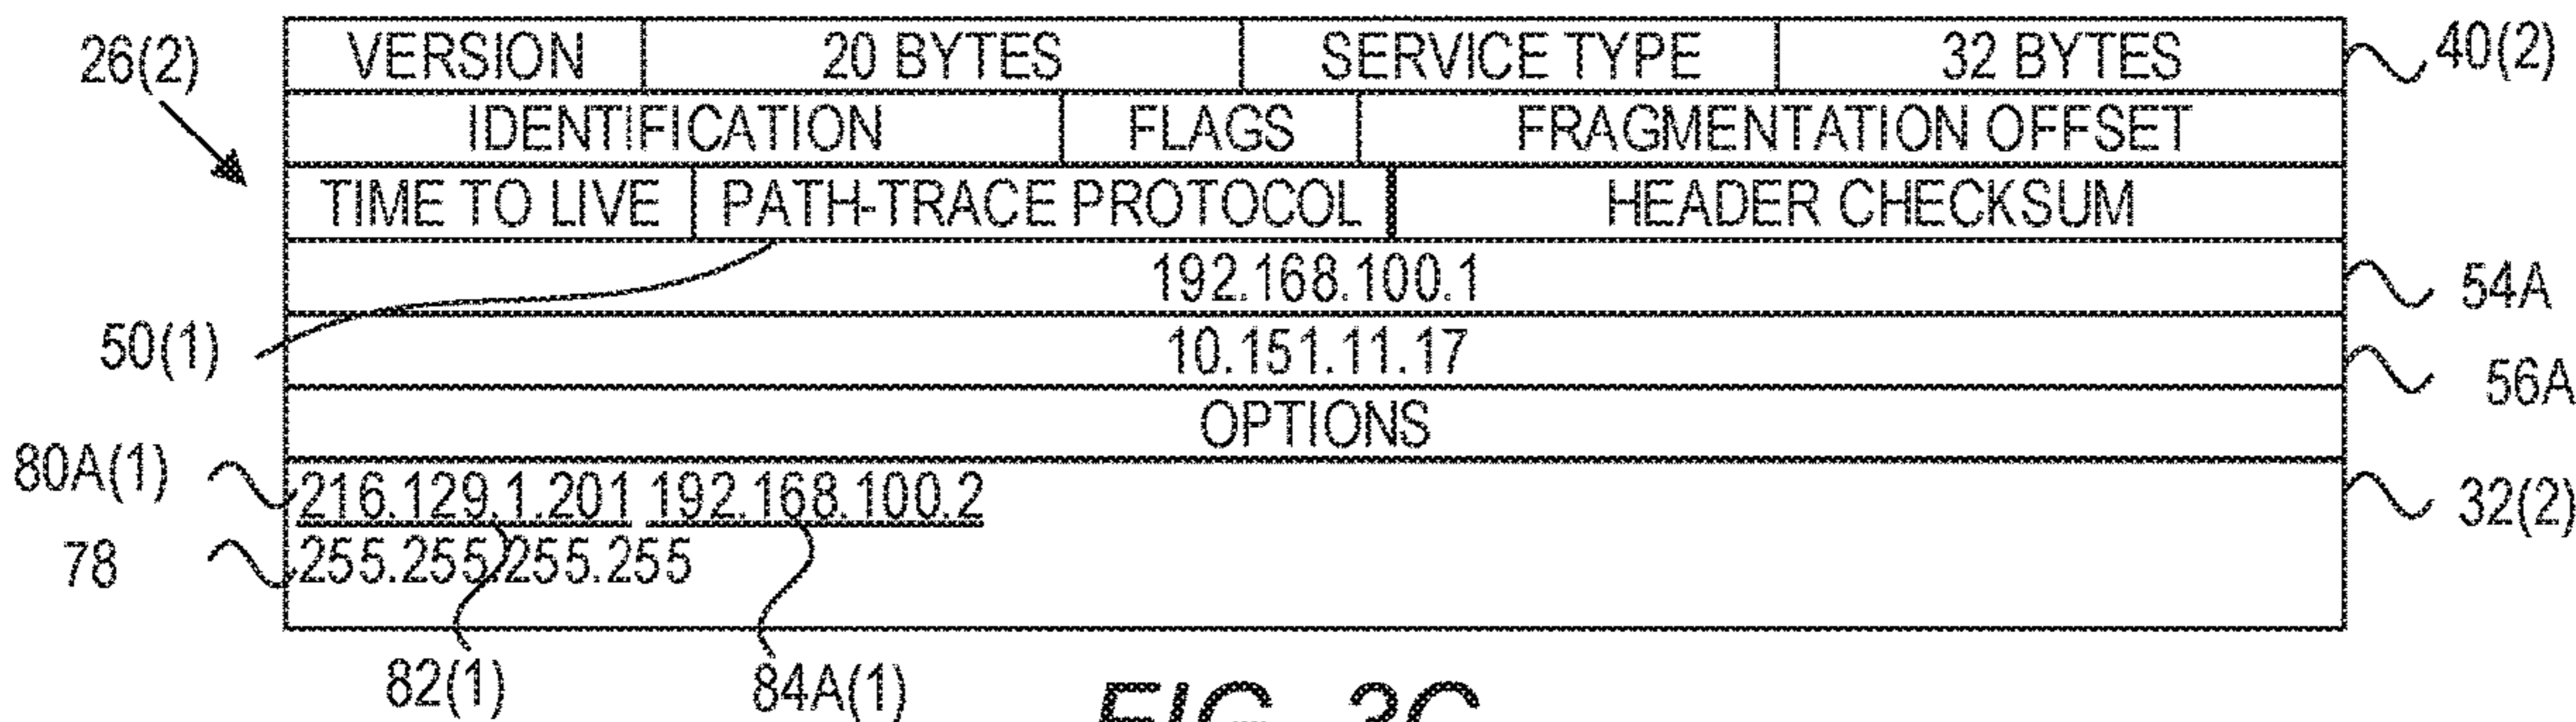 26(2) VERSION 20 BYTES SERVICE TYPE 32 BYTES 40(2)
IDENTIFICATION FLAGS FRAGMENTATION OFFSET
TIME TO LIVE PATH-TRACE PROTOCOL HEADER CHECKSUM
192.168.100.1 54A
50(1) 10.151.11.17 56A
OPTIONS
80A(1) 216.129.1.201 192.168.100.2 32(2)
78 255.255.255.255
82(1) 84A(1) FIG. 3C